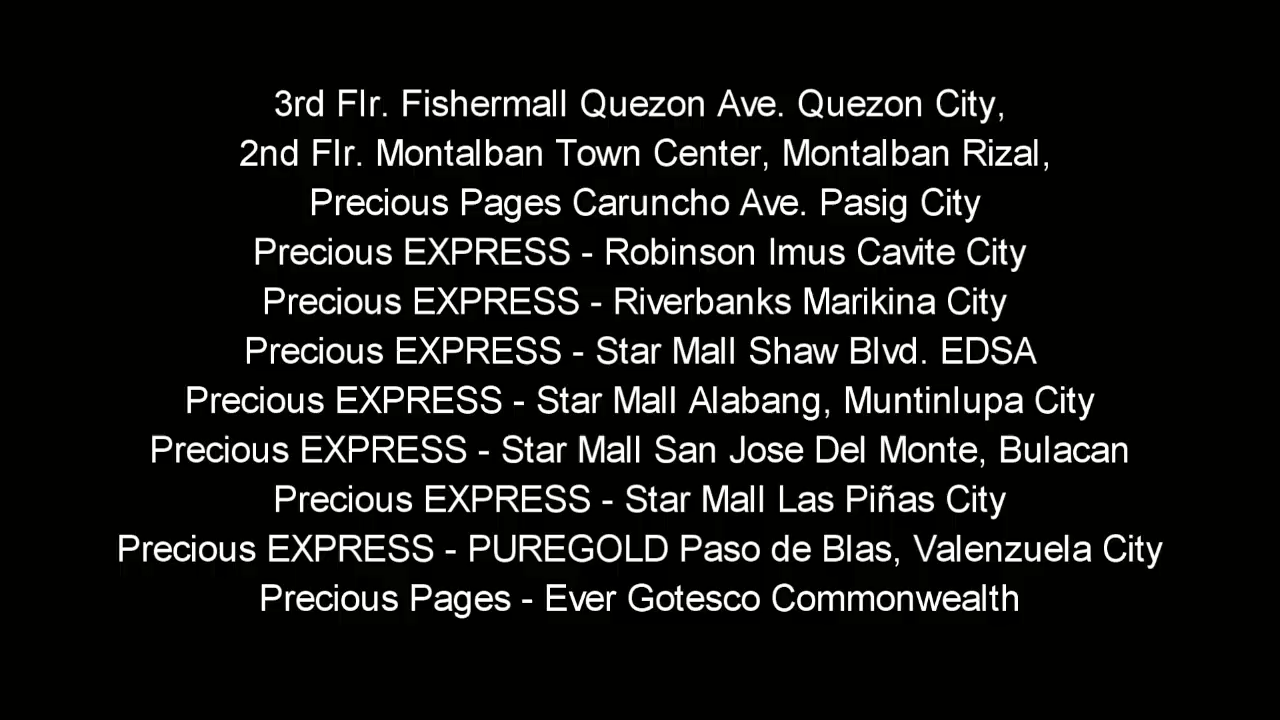 3rd Flr. Fishermall Quezon Ave. Quezon City,
2nd Flr. Montalban Town Center, Montalban Rizal,
Precious Pages Caruncho Ave. Pasig City
Precious EXPRESS - Robinson Imus Cavite City
Precious EXPRESS - Riverbanks Marikina City
Precious EXPRESS - Star Mall Shaw Blvd. EDSA
Precious EXPRESS - Star Mall Alabang, Muntinlupa City
Precious EXPRESS - Star Mall San Jose Del Monte, Bulacan
Precious EXPRESS - Star Mall Las Piñas City
Precious EXPRESS - PUREGOLD Paso de Blas, Valenzuela City
Precious Pages - Ever Gotesco Commonwealth